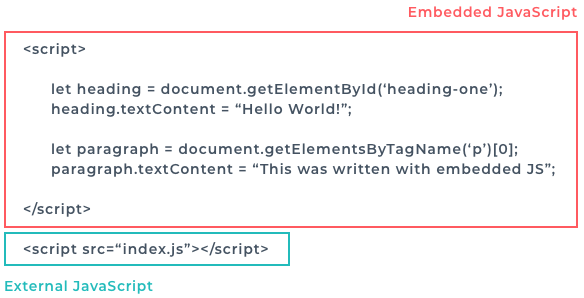 Embedded JavaScript
<script>
let heading = document.getElementById(‘heading-one’);
heading.textContent = “Hello World!”;
let paragraph = document.getElementsByTagName(‘p’)[0];
paragraph.textContent = “This was written with embedded JS”;
</script>
<script src=“index.js”></script>
External JavaScript